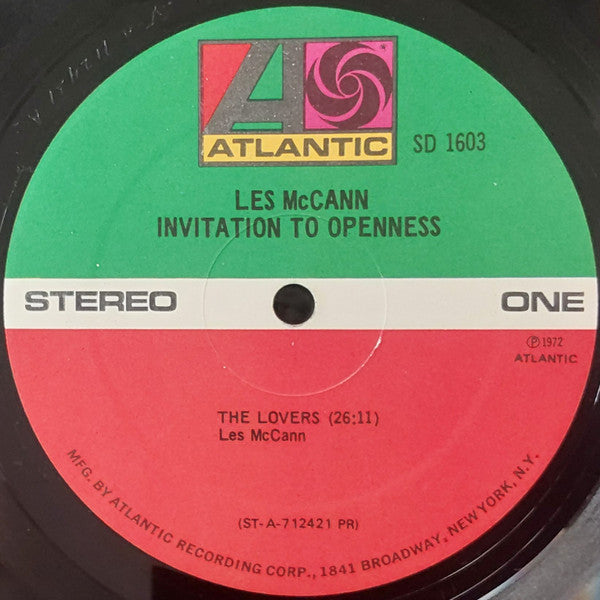 ATLANTIC
SD 1603
LES McCANN
INVITATION TO OPENNESS
STEREO
ONE
Ⓟ1972
ATLANTIC
THE LOVERS (26:11)
Les McCann
(ST-A-712421 PR)
MFG. BY ATLANTIC RECORDING CORP., 1841 BROADWAY, NEW YORK, N.Y.